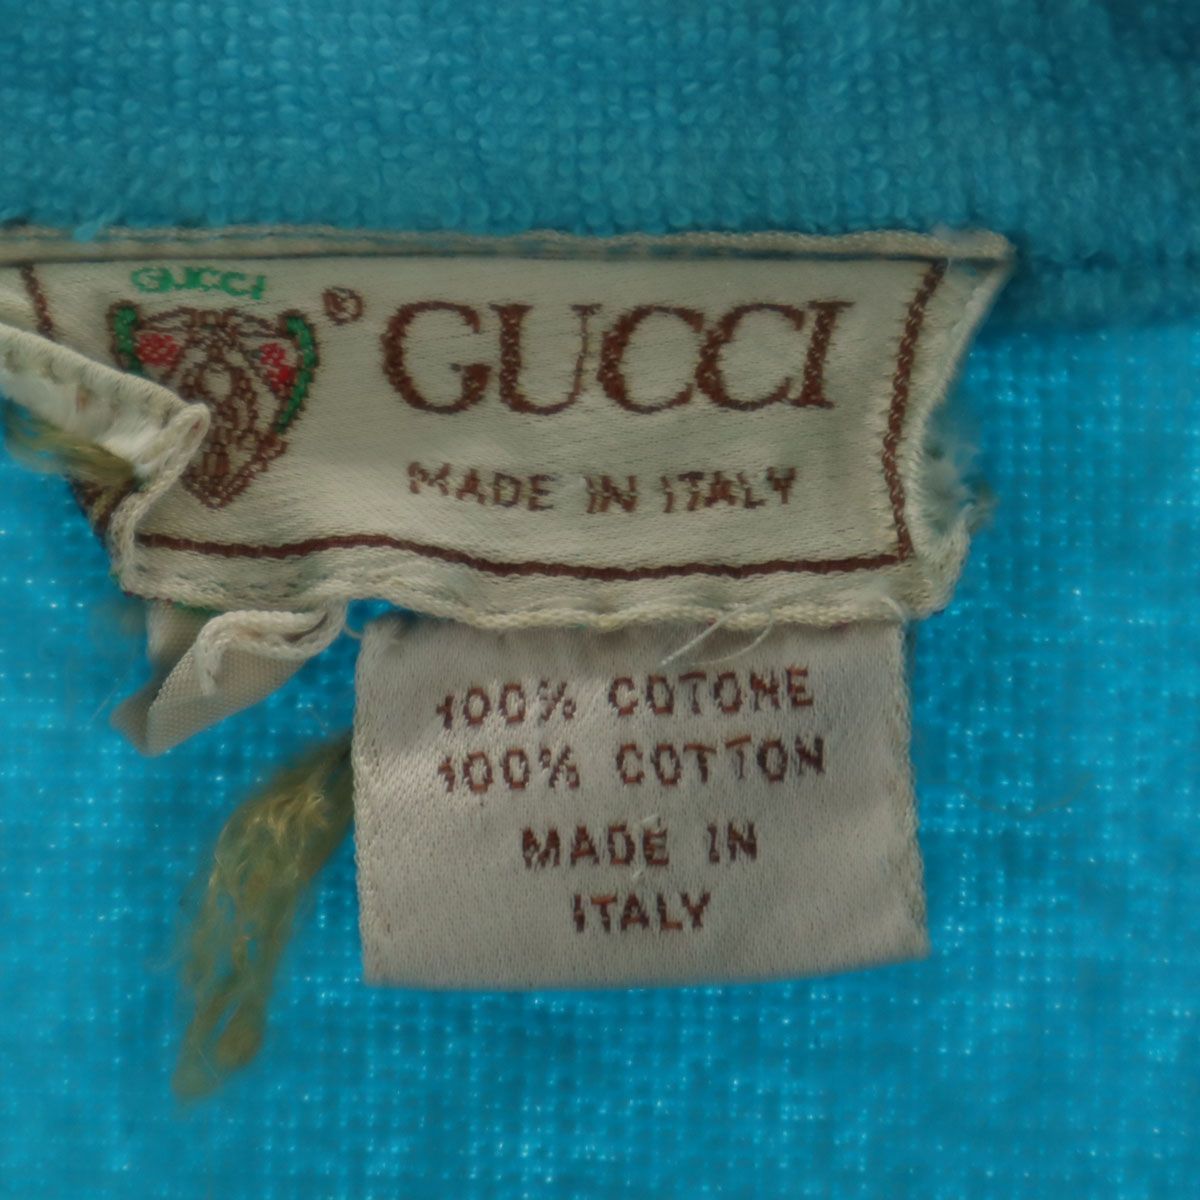 GUCCI
® GUCCI
MADE IN ITALY
100% COTONE
100% COTTON
MADE IN
ITALY